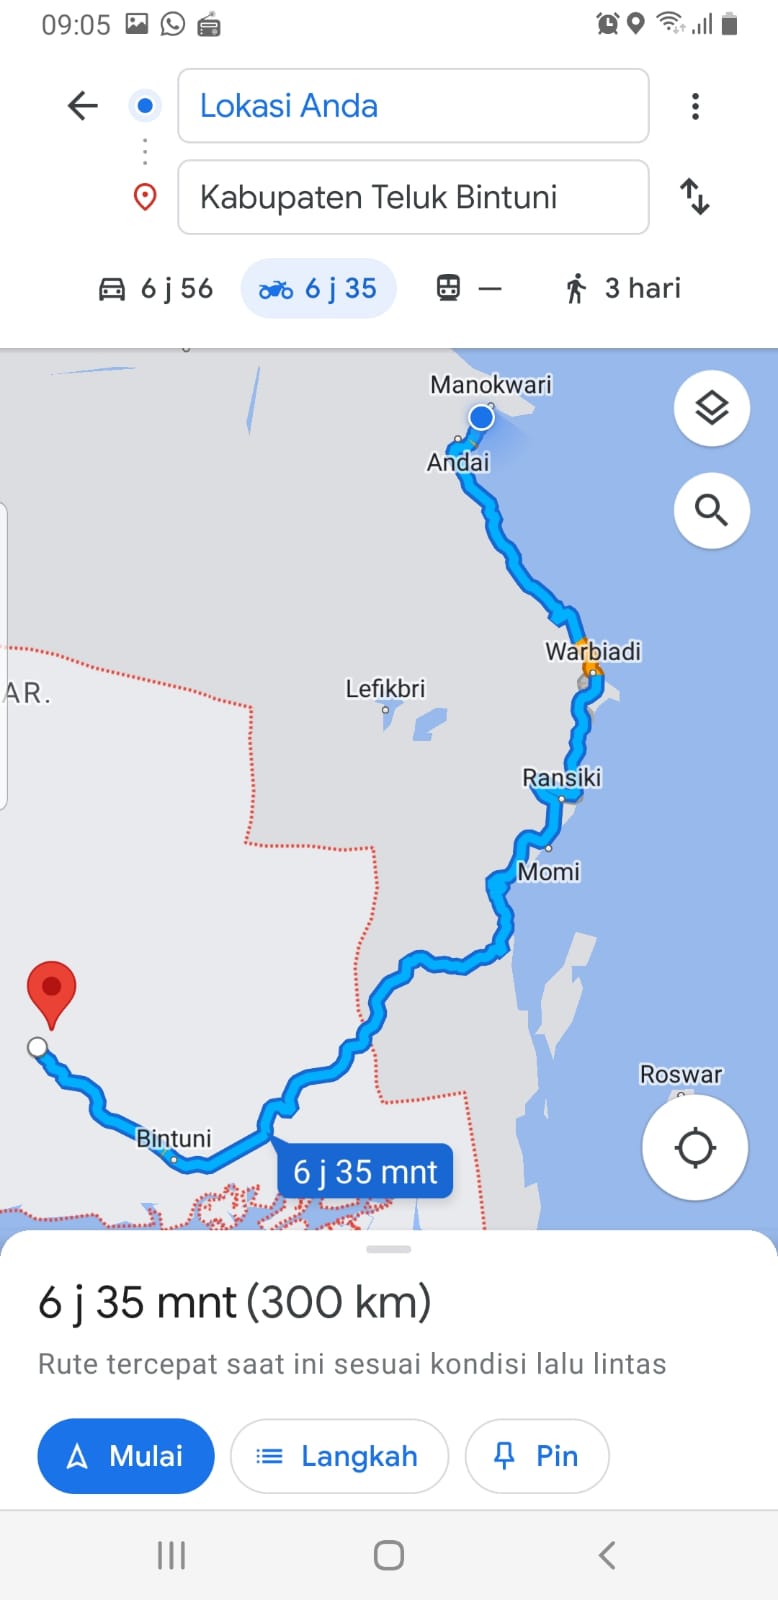 09:05
Lokasi Anda
Kabupaten Teluk Bintuni
6 j 56
6 j 35
—
3 hari
Manokwari
Andai
Warbiadi
AR.
Lefikbri
Ransiki
Momi
Roswar
Bintuni
6 j 35 mnt
6 j 35 mnt (300 km)
Rute tercepat saat ini sesuai kondisi lalu lintas
Mulai
Langkah
Pin